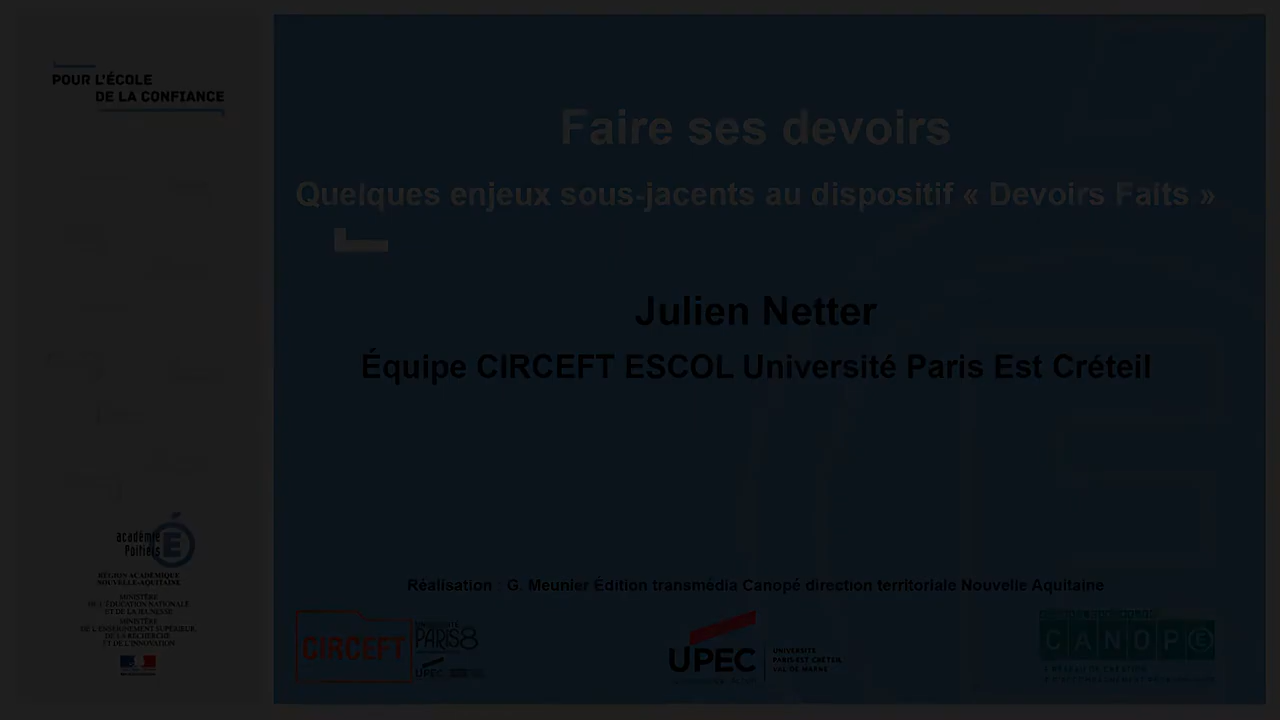 POUR L'ÉCOLE
DE LA CONFIANCE
Faire ses devoirs
Quelques enjeux sous-jacents au dispositif « Devoirs Faits »
Julien Netter
Équipe CIRCEFT ESCOL Université Paris Est Créteil
académie
Poitiers
RÉGION ACADÉMIQUE
NOUVELLE-AQUITAINE
MINISTÈRE
DE L'ÉDUCATION NATIONALE
ET DE LA JEUNESSE
MINISTÈRE
DE L'ENSEIGNEMENT SUPÉRIEUR
DE LA RECHERCHE
ET DE L'INNOVATION
Réalisation : G. Meunier Édition transmédia Canopé direction territoriale Nouvelle Aquitaine
CIRCEFT
UNIVERSITÉ
PARIS8
UPEC
UPEC
UNIVERSITÉ
PARIS-EST CRÉTEIL
VAL DE MARNE
CANOPÉ